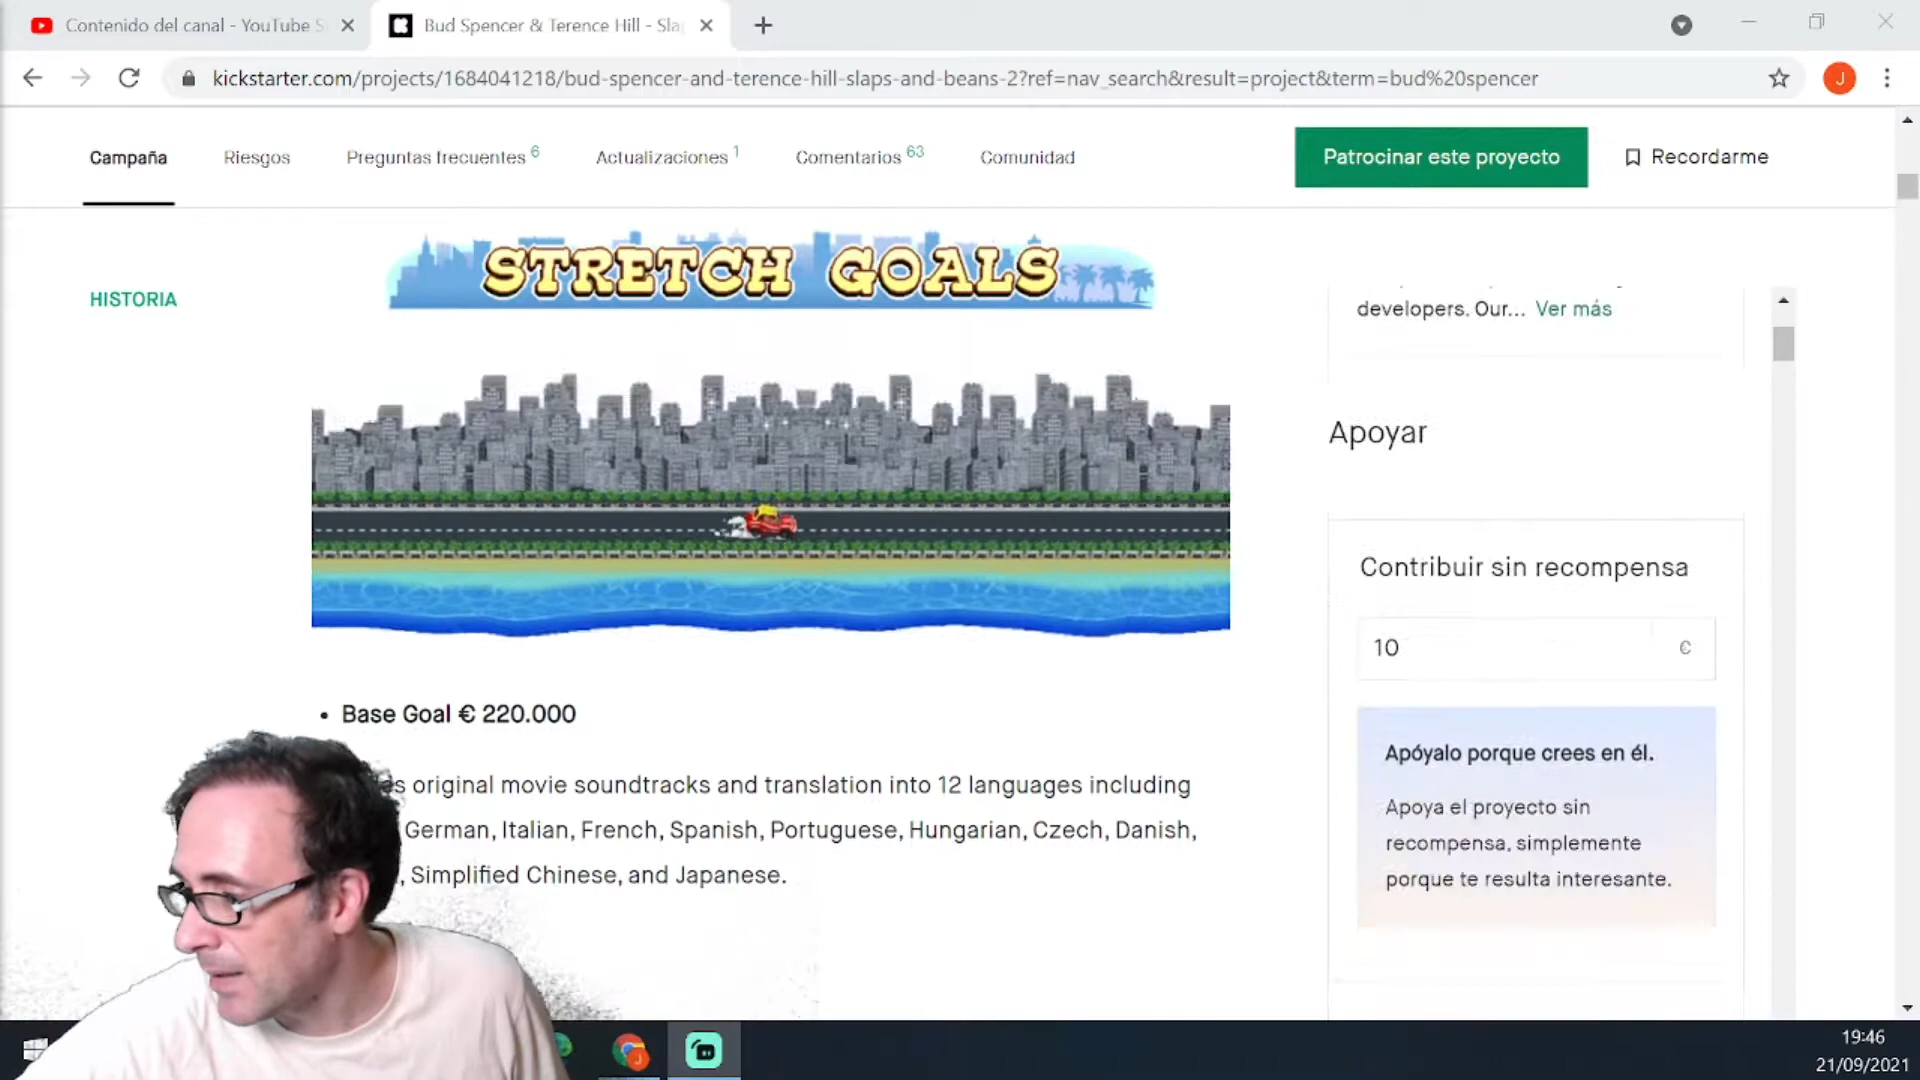 Contenido del canal - YouTube S
Bud Spencer & Terence Hill - Sla
kickstarter.com/projects/1684041218/bud-spencer-and-terence-hill-slaps-and-beans-2?ref=nav_search&result=project&term=bud%20spencer
J
Campaña
Riesgos
Preguntas frecuentes 6
Actualizaciones 1
Comentarios 63
Comunidad
Patrocinar este proyecto
Recordarme
HISTORIA
STRETCH GOALS
developers. Our... Ver más
Apoyar
Contribuir sin recompensa
10 €
Apóyalo porque crees en él.
Apoya el proyecto sin
recompensa, simplemente
porque te resulta interesante.
• Base Goal € 220.000
original movie soundtracks and translation into 12 languages including
German, Italian, French, Spanish, Portuguese, Hungarian, Czech, Danish,
, Simplified Chinese, and Japanese.
J
19:46
21/09/2021